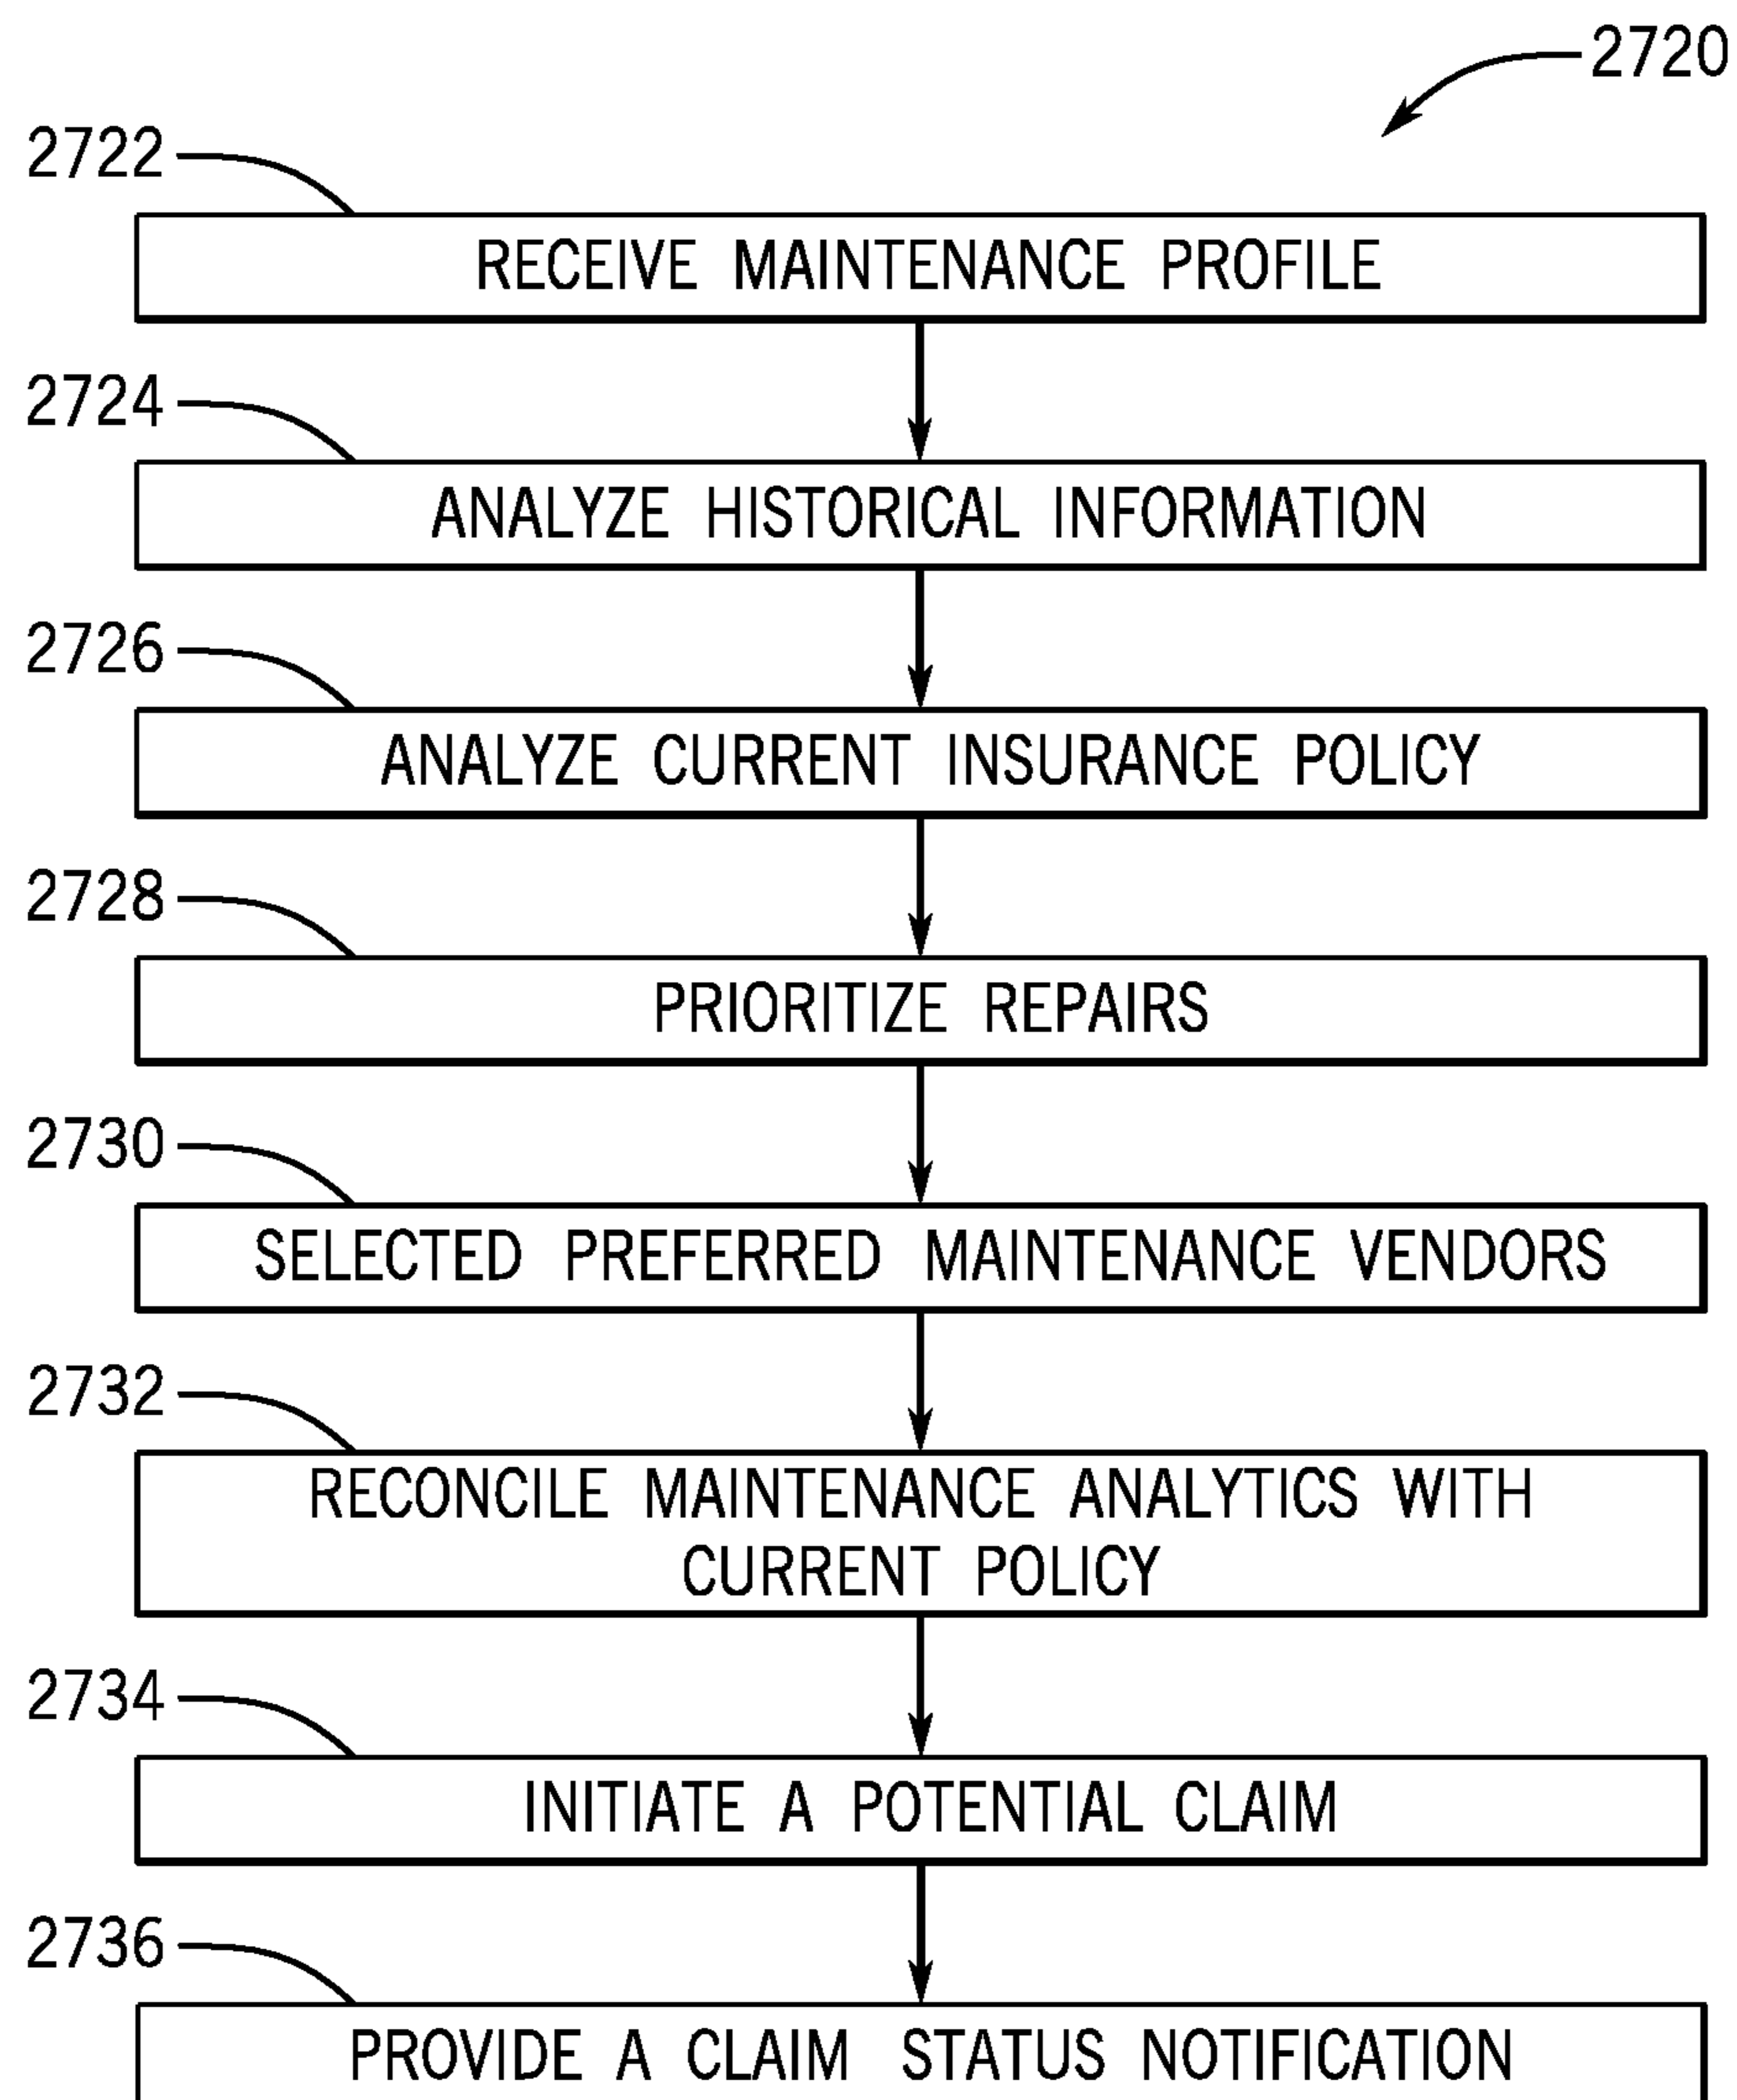 2720
2722
RECEIVE MAINTENANCE PROFILE
2724
ANALYZE HISTORICAL INFORMATION
2726
ANALYZE CURRENT INSURANCE POLICY
2728
PRIORITIZE REPAIRS
2730
SELECTED PREFERRED MAINTENANCE VENDORS
2732
RECONCILE MAINTENANCE ANALYTICS WITH
CURRENT POLICY
2734
INITIATE A POTENTIAL CLAIM
2736
PROVIDE A CLAIM STATUS NOTIFICATION